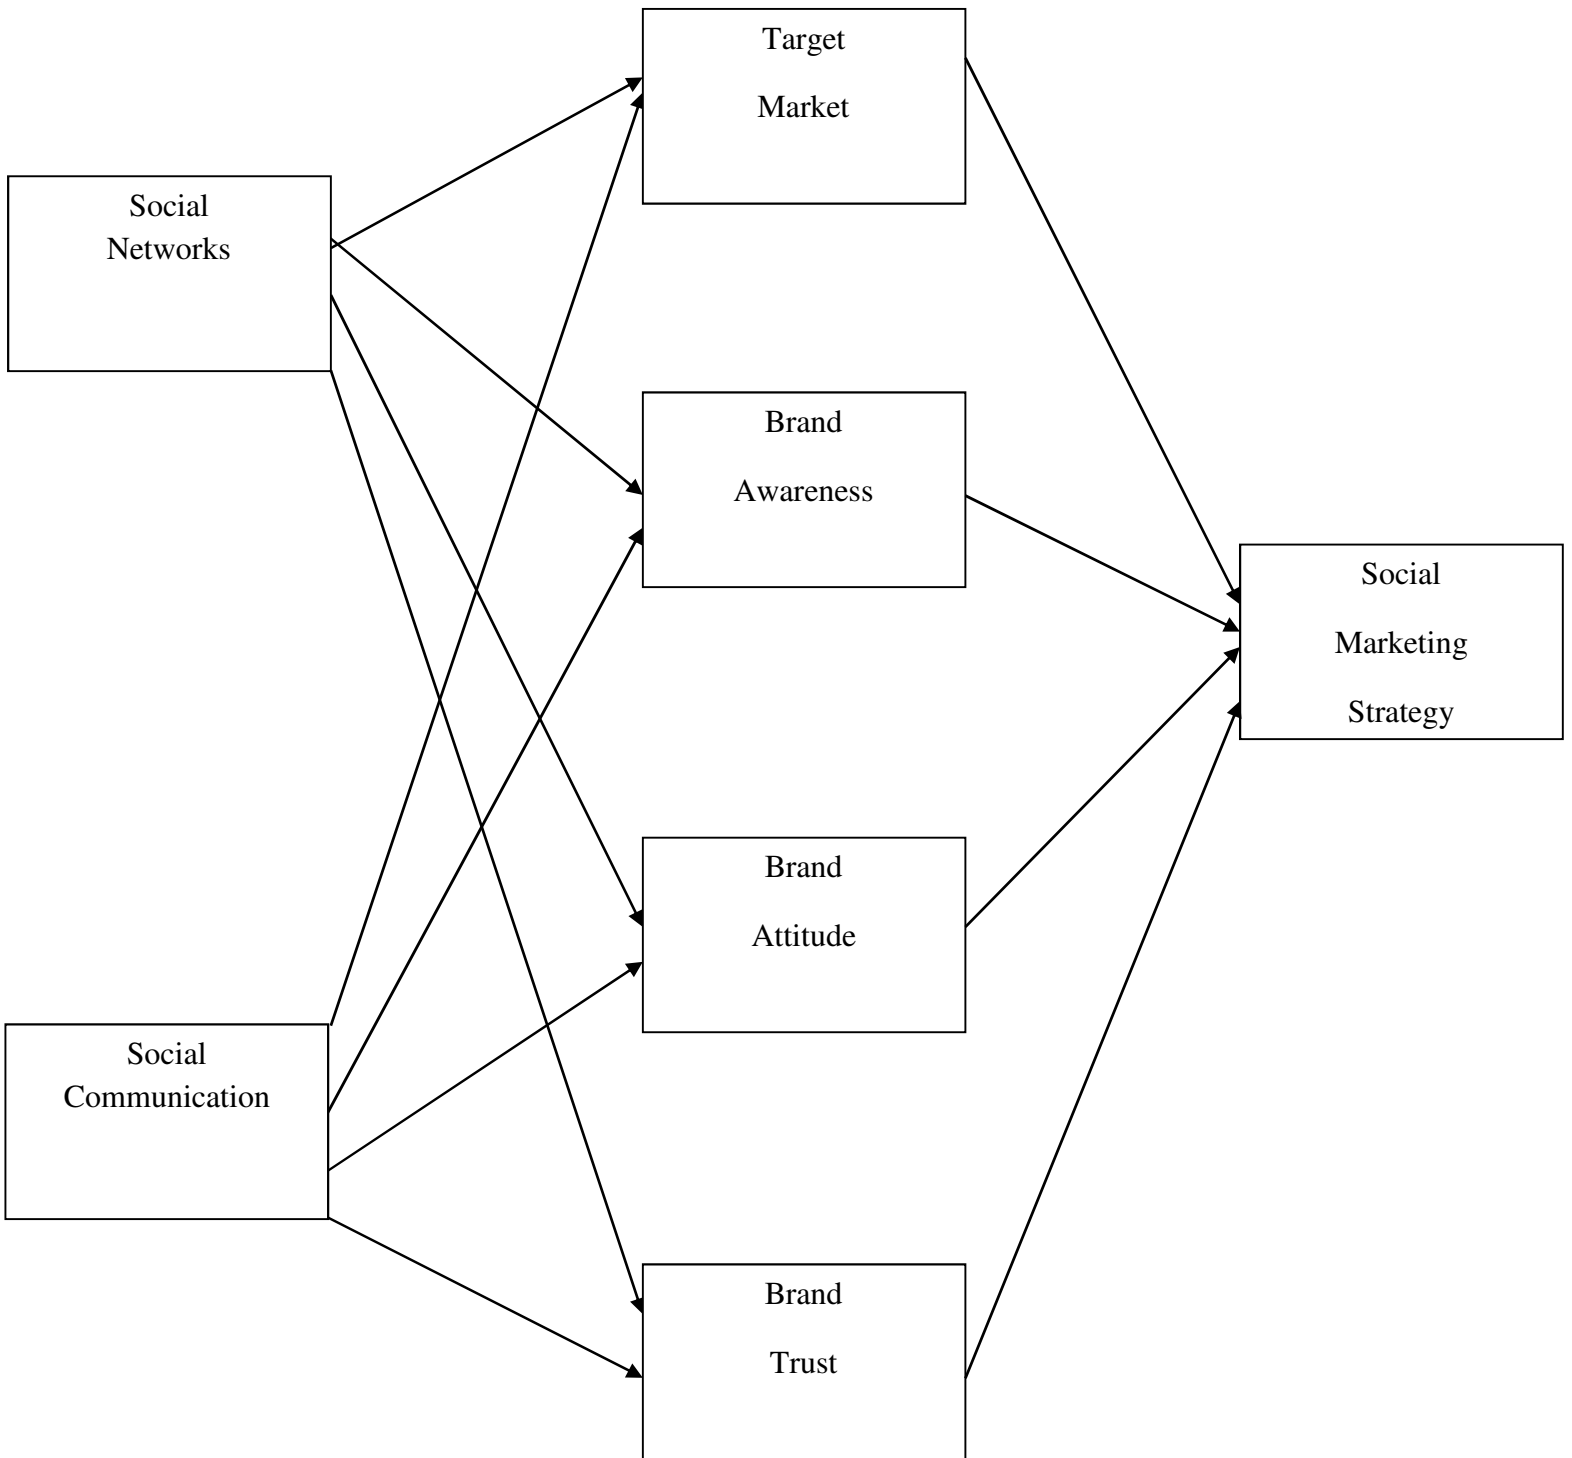 Target
Market
Social
Networks
Brand
Awareness
Social
Marketing
Strategy
Brand
Attitude
Social
Communication
Brand
Trust